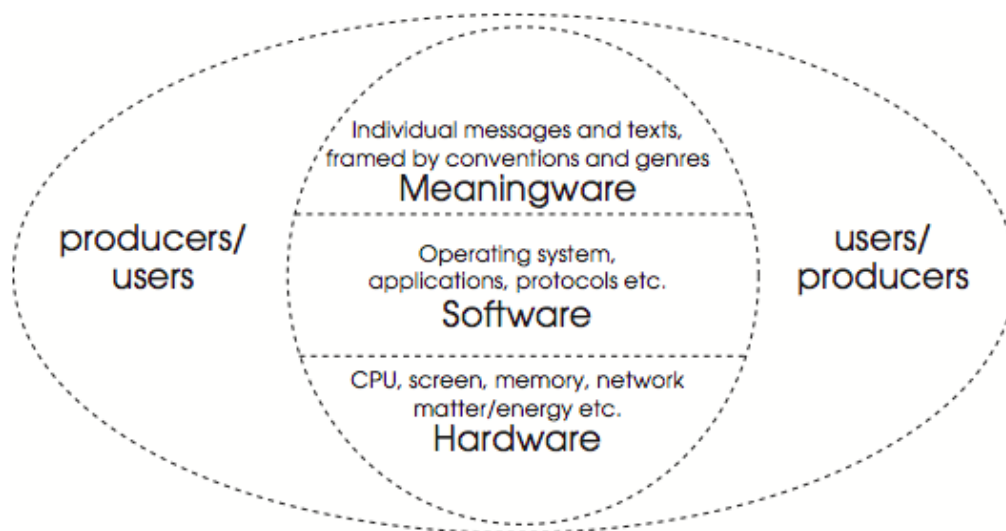 Individual messages and texts,
framed by conventions and genres
Meaningware
producers/
users
Operating system,
applications, protocols etc.
Software
users/
producers
CPU, screen, memory, network
matter/energy etc.
Hardware